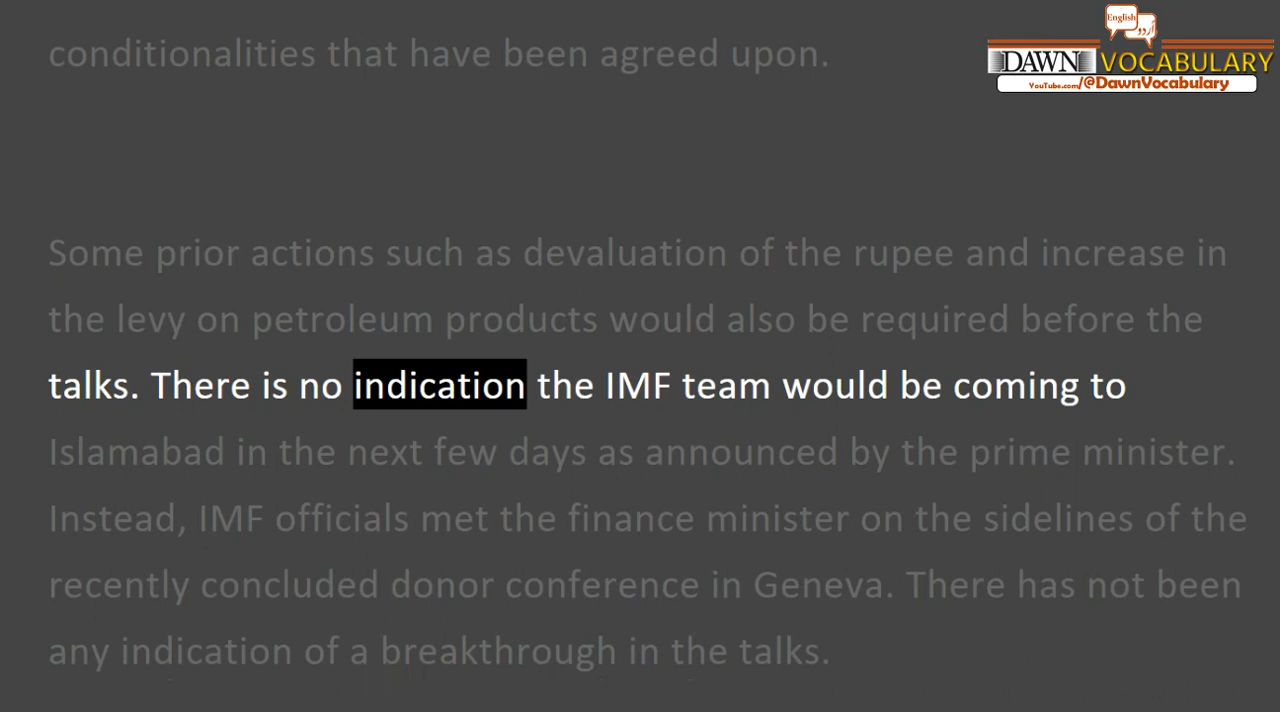 conditionalities that have been agreed upon.
English
اردو
DAWN VOCABULARY
YouTube.com/@DawnVocabulary
Some prior actions such as devaluation of the rupee and increase in
the levy on petroleum products would also be required before the
talks. There is no indication the IMF team would be coming to
Islamabad in the next few days as announced by the prime minister.
Instead, IMF officials met the finance minister on the sidelines of the
recently concluded donor conference in Geneva. There has not been
any indication of a breakthrough in the talks.